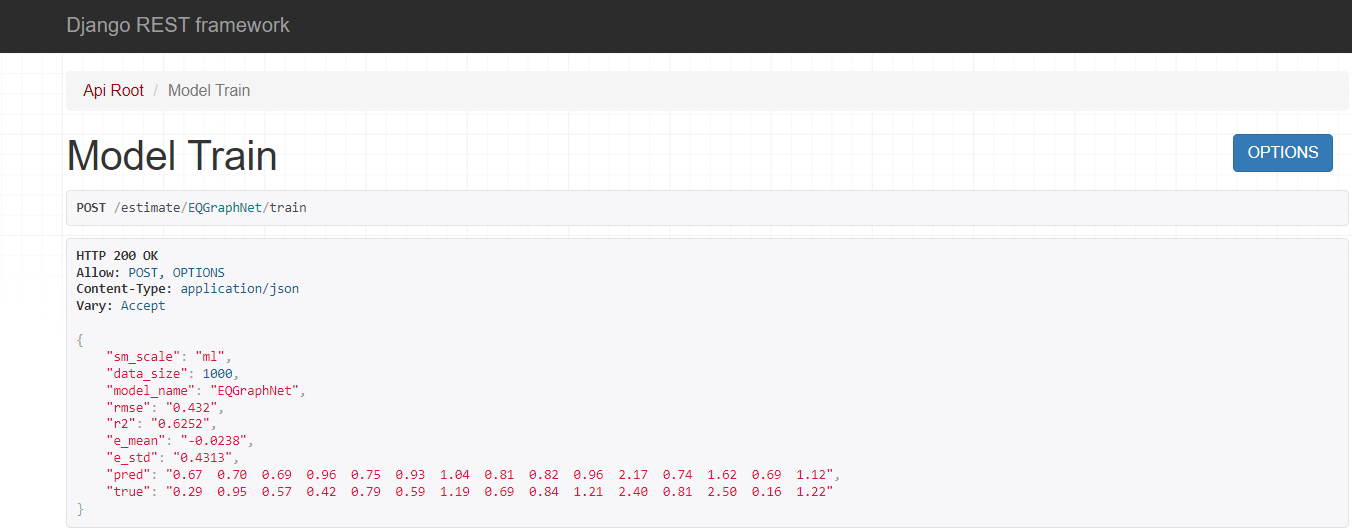 Django REST framework
Api Root / Model Train
Model Train
OPTIONS
POST /estimate/EQGraphNet/train
HTTP 200 OK
Allow: POST, OPTIONS
Content-Type: application/json
Vary: Accept
{
    "sm_scale": "ml",
    "data_size": 1000,
    "model_name": "EQGraphNet",
    "rmse": "0.432",
    "r2": "0.6252",
    "e_mean": "-0.0238",
    "e_std": "0.4313",
    "pred": "0.67  0.70  0.69  0.96  0.75  0.93  1.04  0.81  0.82  0.96  2.17  0.74  1.62  0.69  1.12",
    "true": "0.29  0.95  0.57  0.42  0.79  0.59  1.19  0.69  0.84  1.21  2.40  0.81  2.50  0.16  1.22"
}